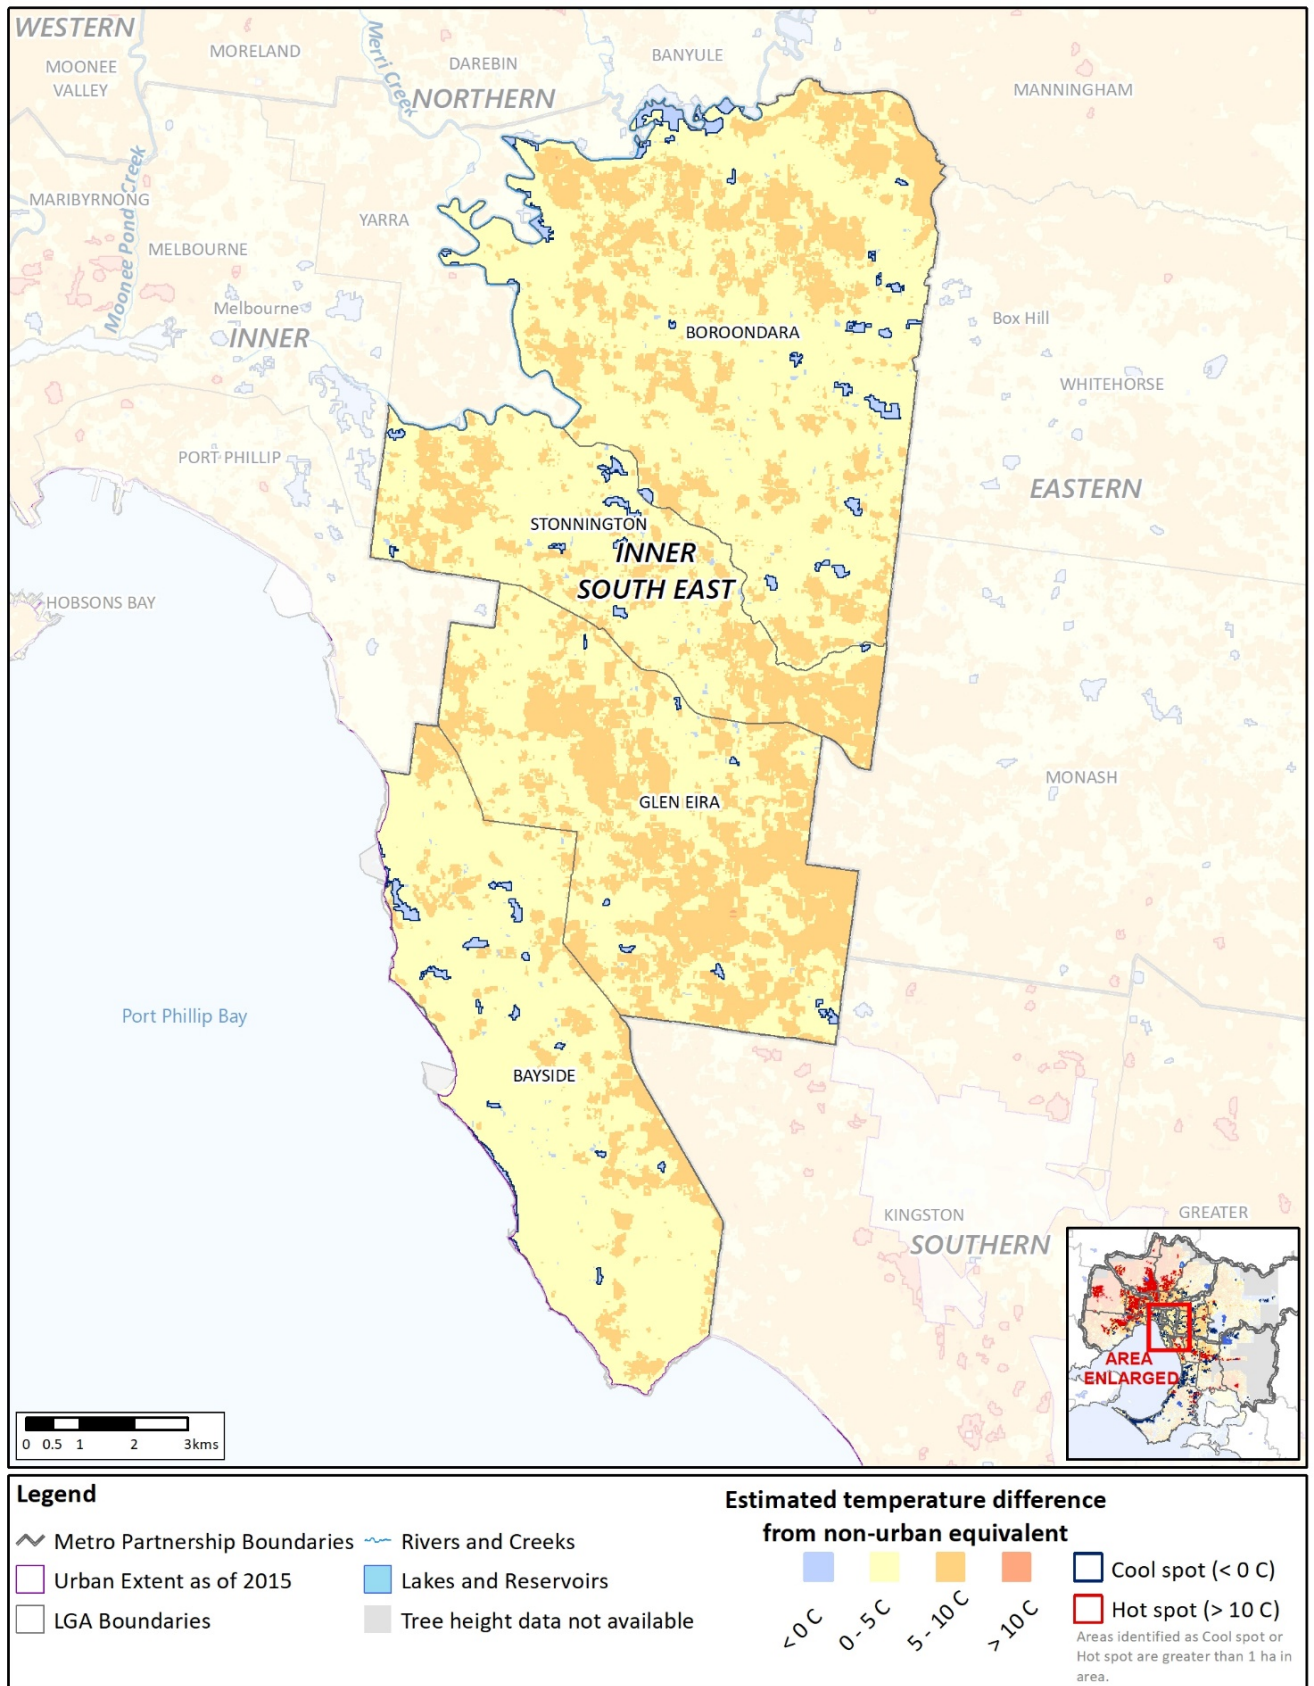 WESTERN
MORELAND
MOONEE
VALLEY
Merri Creek
DAREBIN
BANYULE
NORTHERN
MANNINGHAM
MARIBYRNONG
Moonee Pond Creek
YARRA
MELBOURNE
Melbourne
INNER
BOROONDARA
Box Hill
WHITEHORSE
PORT PHILLIP
EASTERN
STONNINGTON
INNER
SOUTH EAST
HOBSONS BAY
MONASH
GLEN EIRA
Port Phillip Bay
BAYSIDE
KINGSTON
GREATER
SOUTHERN
AREA
ENLARGED
0 0.5 1 2 3kms
Legend
Metro Partnership Boundaries
Urban Extent as of 2015
LGA Boundaries
Rivers and Creeks
Lakes and Reservoirs
Tree height data not available
Estimated temperature difference
from non-urban equivalent
< 0 C
0 - 5 C
5 - 10 C
> 10 C
Cool spot (< 0 C)
Hot spot (> 10 C)
Areas identified as Cool spot or
Hot spot are greater than 1 ha in
area.